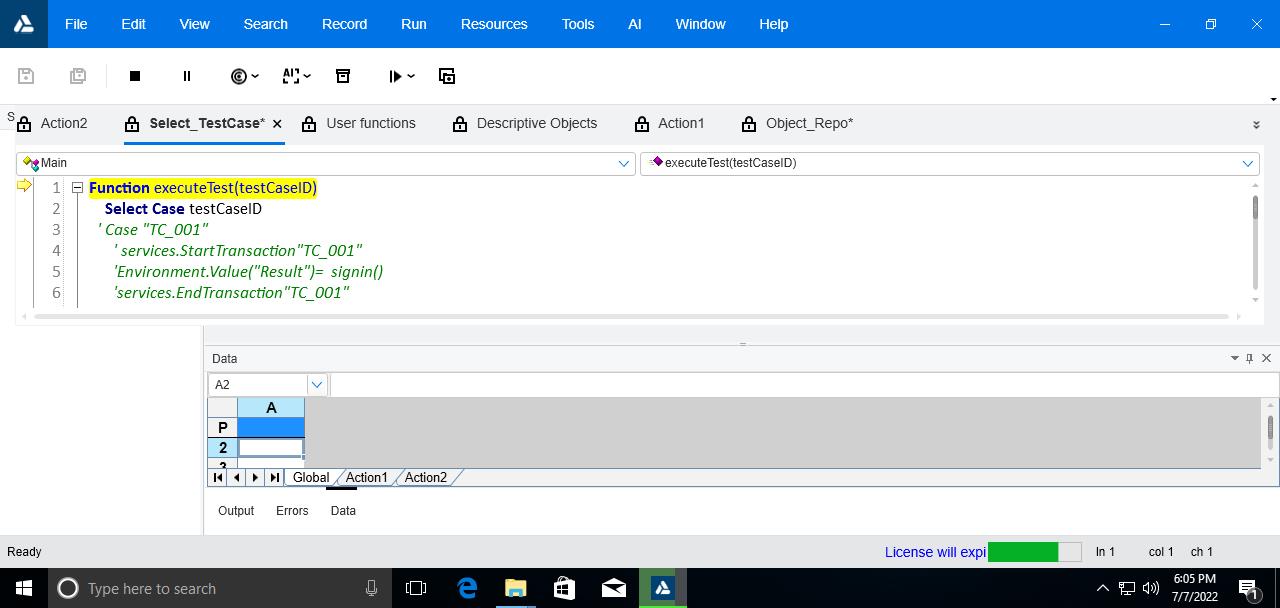 File Edit View Search Record Run Resources Tools AI Window Help
S Action2 Select_TestCase* User functions Descriptive Objects Action1 Object_Repo*
Main executeTest(testCaseID)
1 Function executeTest(testCaseID)
2 Select Case testCaseID
3 ' Case "TC_001"
4 ' services.StartTransaction"TC_001"
5 'Environment.Value("Result")= signin()
6 'services.EndTransaction"TC_001"
Data
A2
A
P
2
3
Global Action1 Action2
Output Errors Data
Ready License will expi ln 1 col 1 ch 1
Type here to search 6:05 PM
7/7/2022 1